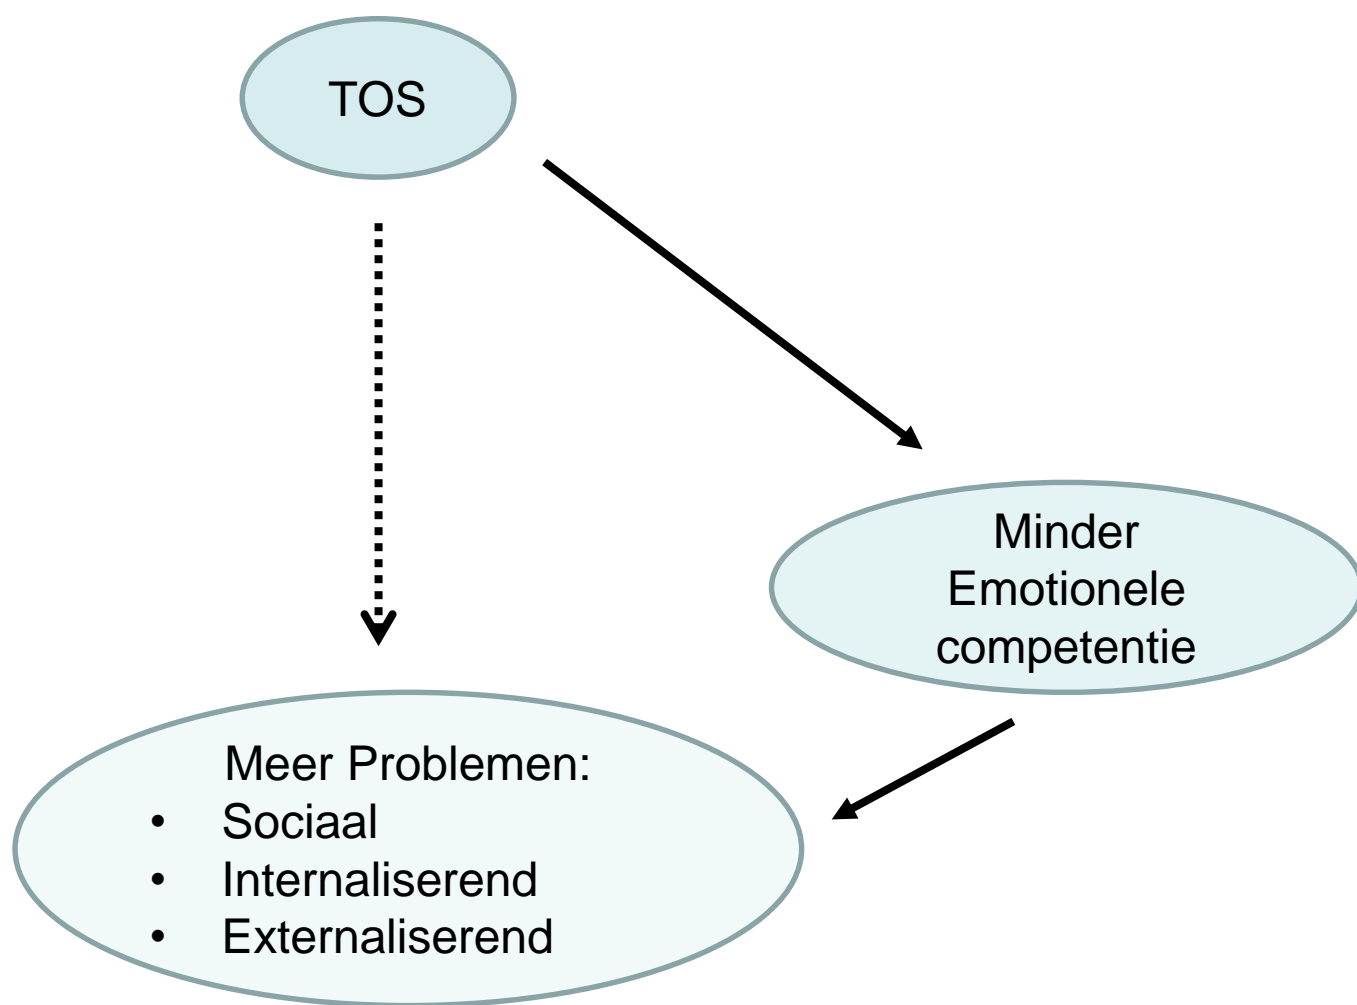 TOS
Minder
Emotionele
competentie
Meer Problemen:
• Sociaal
• Internaliserend
• Externaliserend